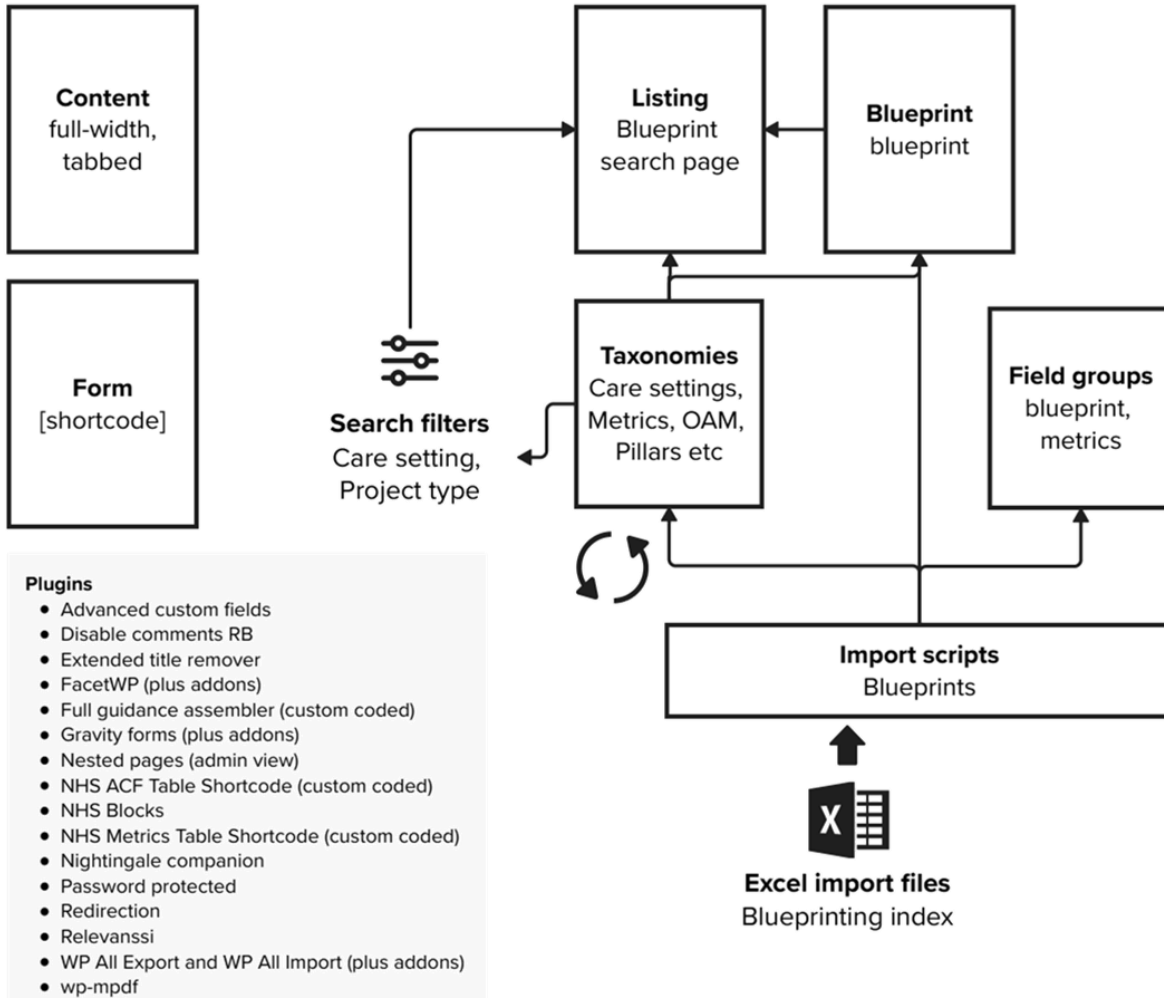 Content
full-width,
tabbed
Listing
Blueprint
search page
Blueprint
blueprint
Form
[shortcode]
Search filters
Care setting,
Project type
Taxonomies
Care settings,
Metrics, OAM,
Pillars etc
Field groups
blueprint,
metrics
Import scripts
Blueprints
X
Excel import files
Blueprinting index
Plugins
• Advanced custom fields
• Disable comments RB
• Extended title remover
• FacetWP (plus addons)
• Full guidance assembler (custom coded)
• Gravity forms (plus addons)
• Nested pages (admin view)
• NHS ACF Table Shortcode (custom coded)
• NHS Blocks
• NHS Metrics Table Shortcode (custom coded)
• Nightingale companion
• Password protected
• Redirection
• Relevanssi
• WP All Export and WP All Import (plus addons)
• wp-mpdf